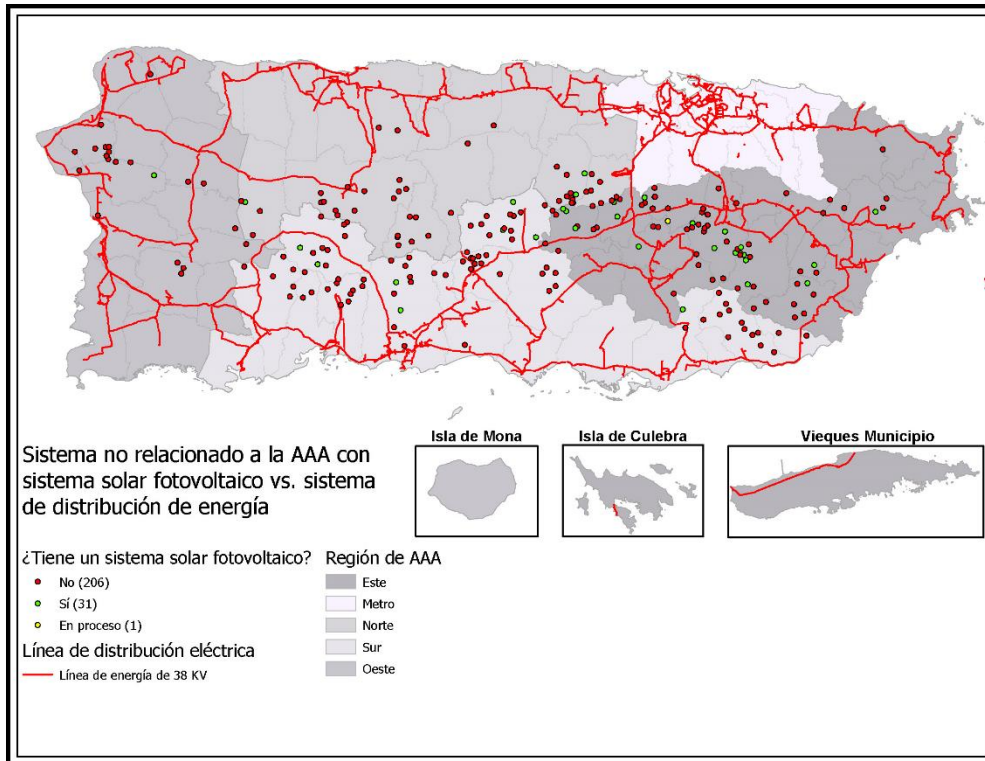 Isla de Mona
Isla de Culebra
Vieques Municipio
Sistema no relacionado a la AAA con
sistema solar fotovoltaico vs. sistema
de distribución de energía
¿Tiene un sistema solar fotovoltaico?
No (206)
Sí (31)
En proceso (1)
Línea de distribución eléctrica
Línea de energía de 38 KV
Región de AAA
Este
Metro
Norte
Sur
Oeste